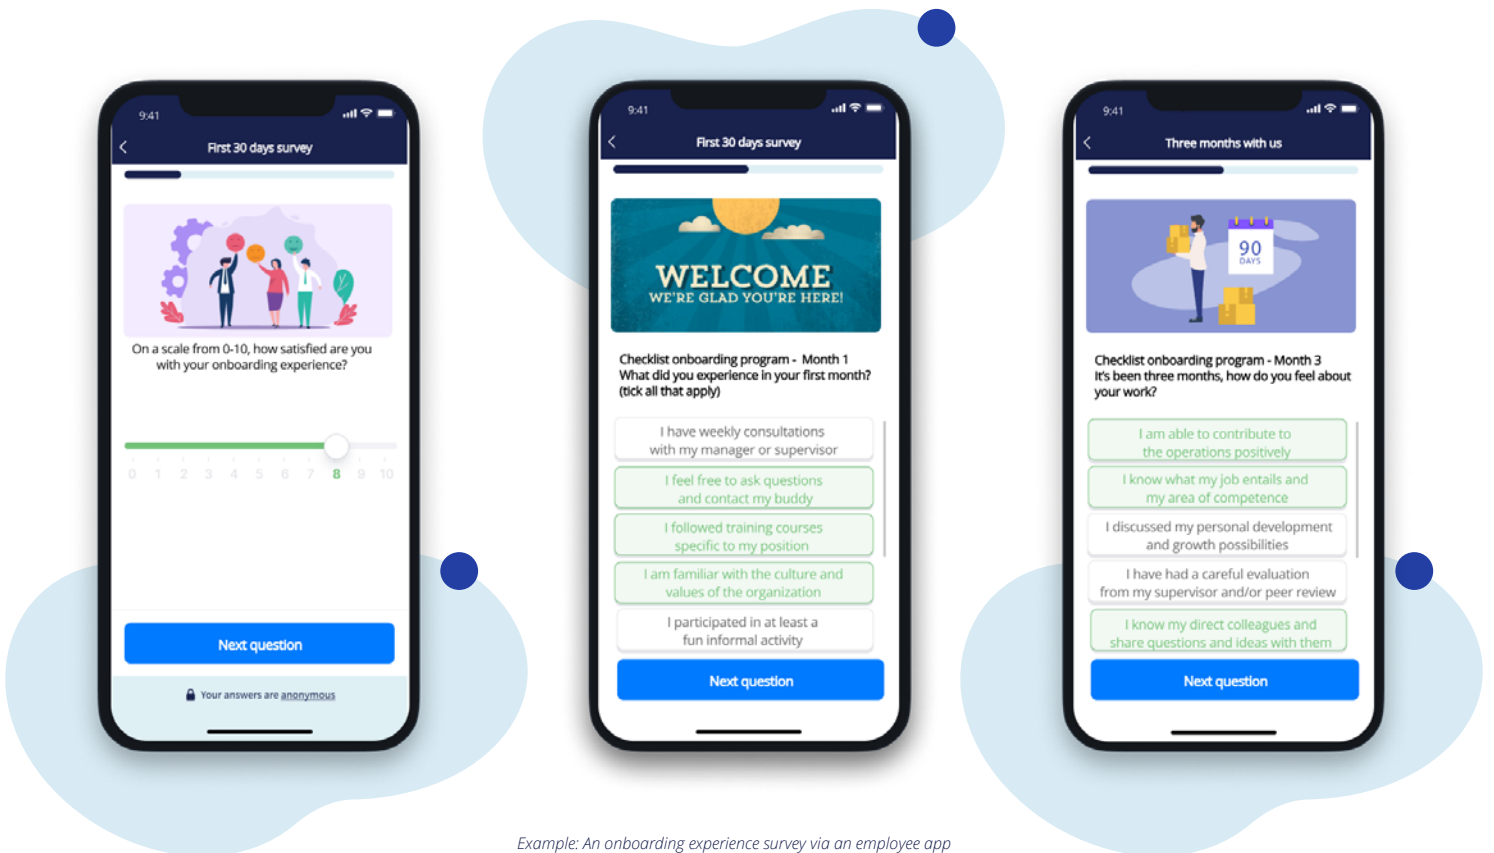 9:41
First 30 days survey
On a scale from 0-10, how satisfied are you
with your onboarding experience?
0 1 2 3 4 5 6 7 8 9 10
Next question
Your answers are anonymous
9:41
First 30 days survey
WELCOME
WE'RE GLAD YOU'RE HERE!
Checklist onboarding program - Month 1
What did you experience in your first month?
(tick all that apply)
I have weekly consultations
with my manager or supervisor
I feel free to ask questions
and contact my buddy
I followed training courses
specific to my position
I am familiar with the culture and
values of the organization
I participated in at least a
fun informal activity
Next question
9:41
Three months with us
90
DAYS
Checklist onboarding program - Month 3
It's been three months, how do you feel about
your work?
I am able to contribute to
the operations positively
I know what my job entails and
my area of competence
I discussed my personal development
and growth possibilities
I have had a careful evaluation
from my supervisor and/or peer review
I know my direct colleagues and
share questions and ideas with them
Next question
Example: An onboarding experience survey via an employee app